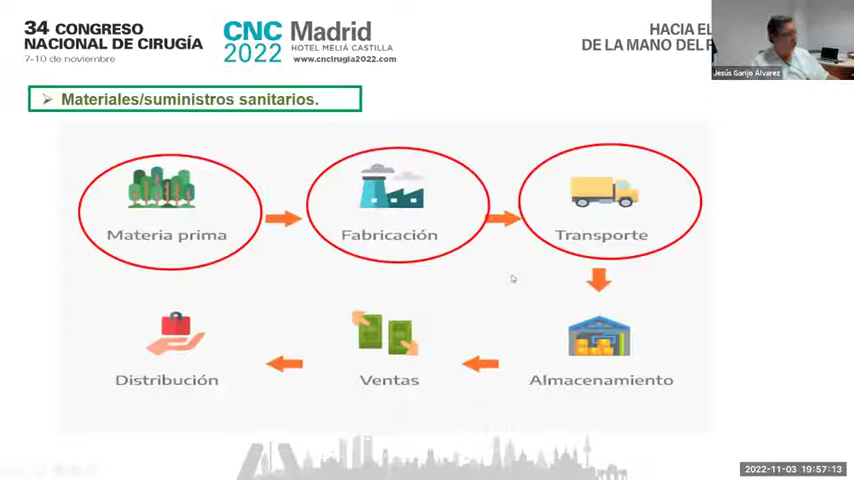 34 CONGRESO
NACIONAL DE CIRUGÍA
7-10 de noviembre
CNC
2022
Madrid
HOTEL MELIÁ CASTILLA
www.cncirugia2022.com
HACIA EL
DE LA MANO DEL
Jesús Garijo Álvarez
➢ Materiales/suministros sanitarios.
Materia prima
Fabricación
Transporte
Distribución
Ventas
Almacenamiento
2022-11-03 19:57:13